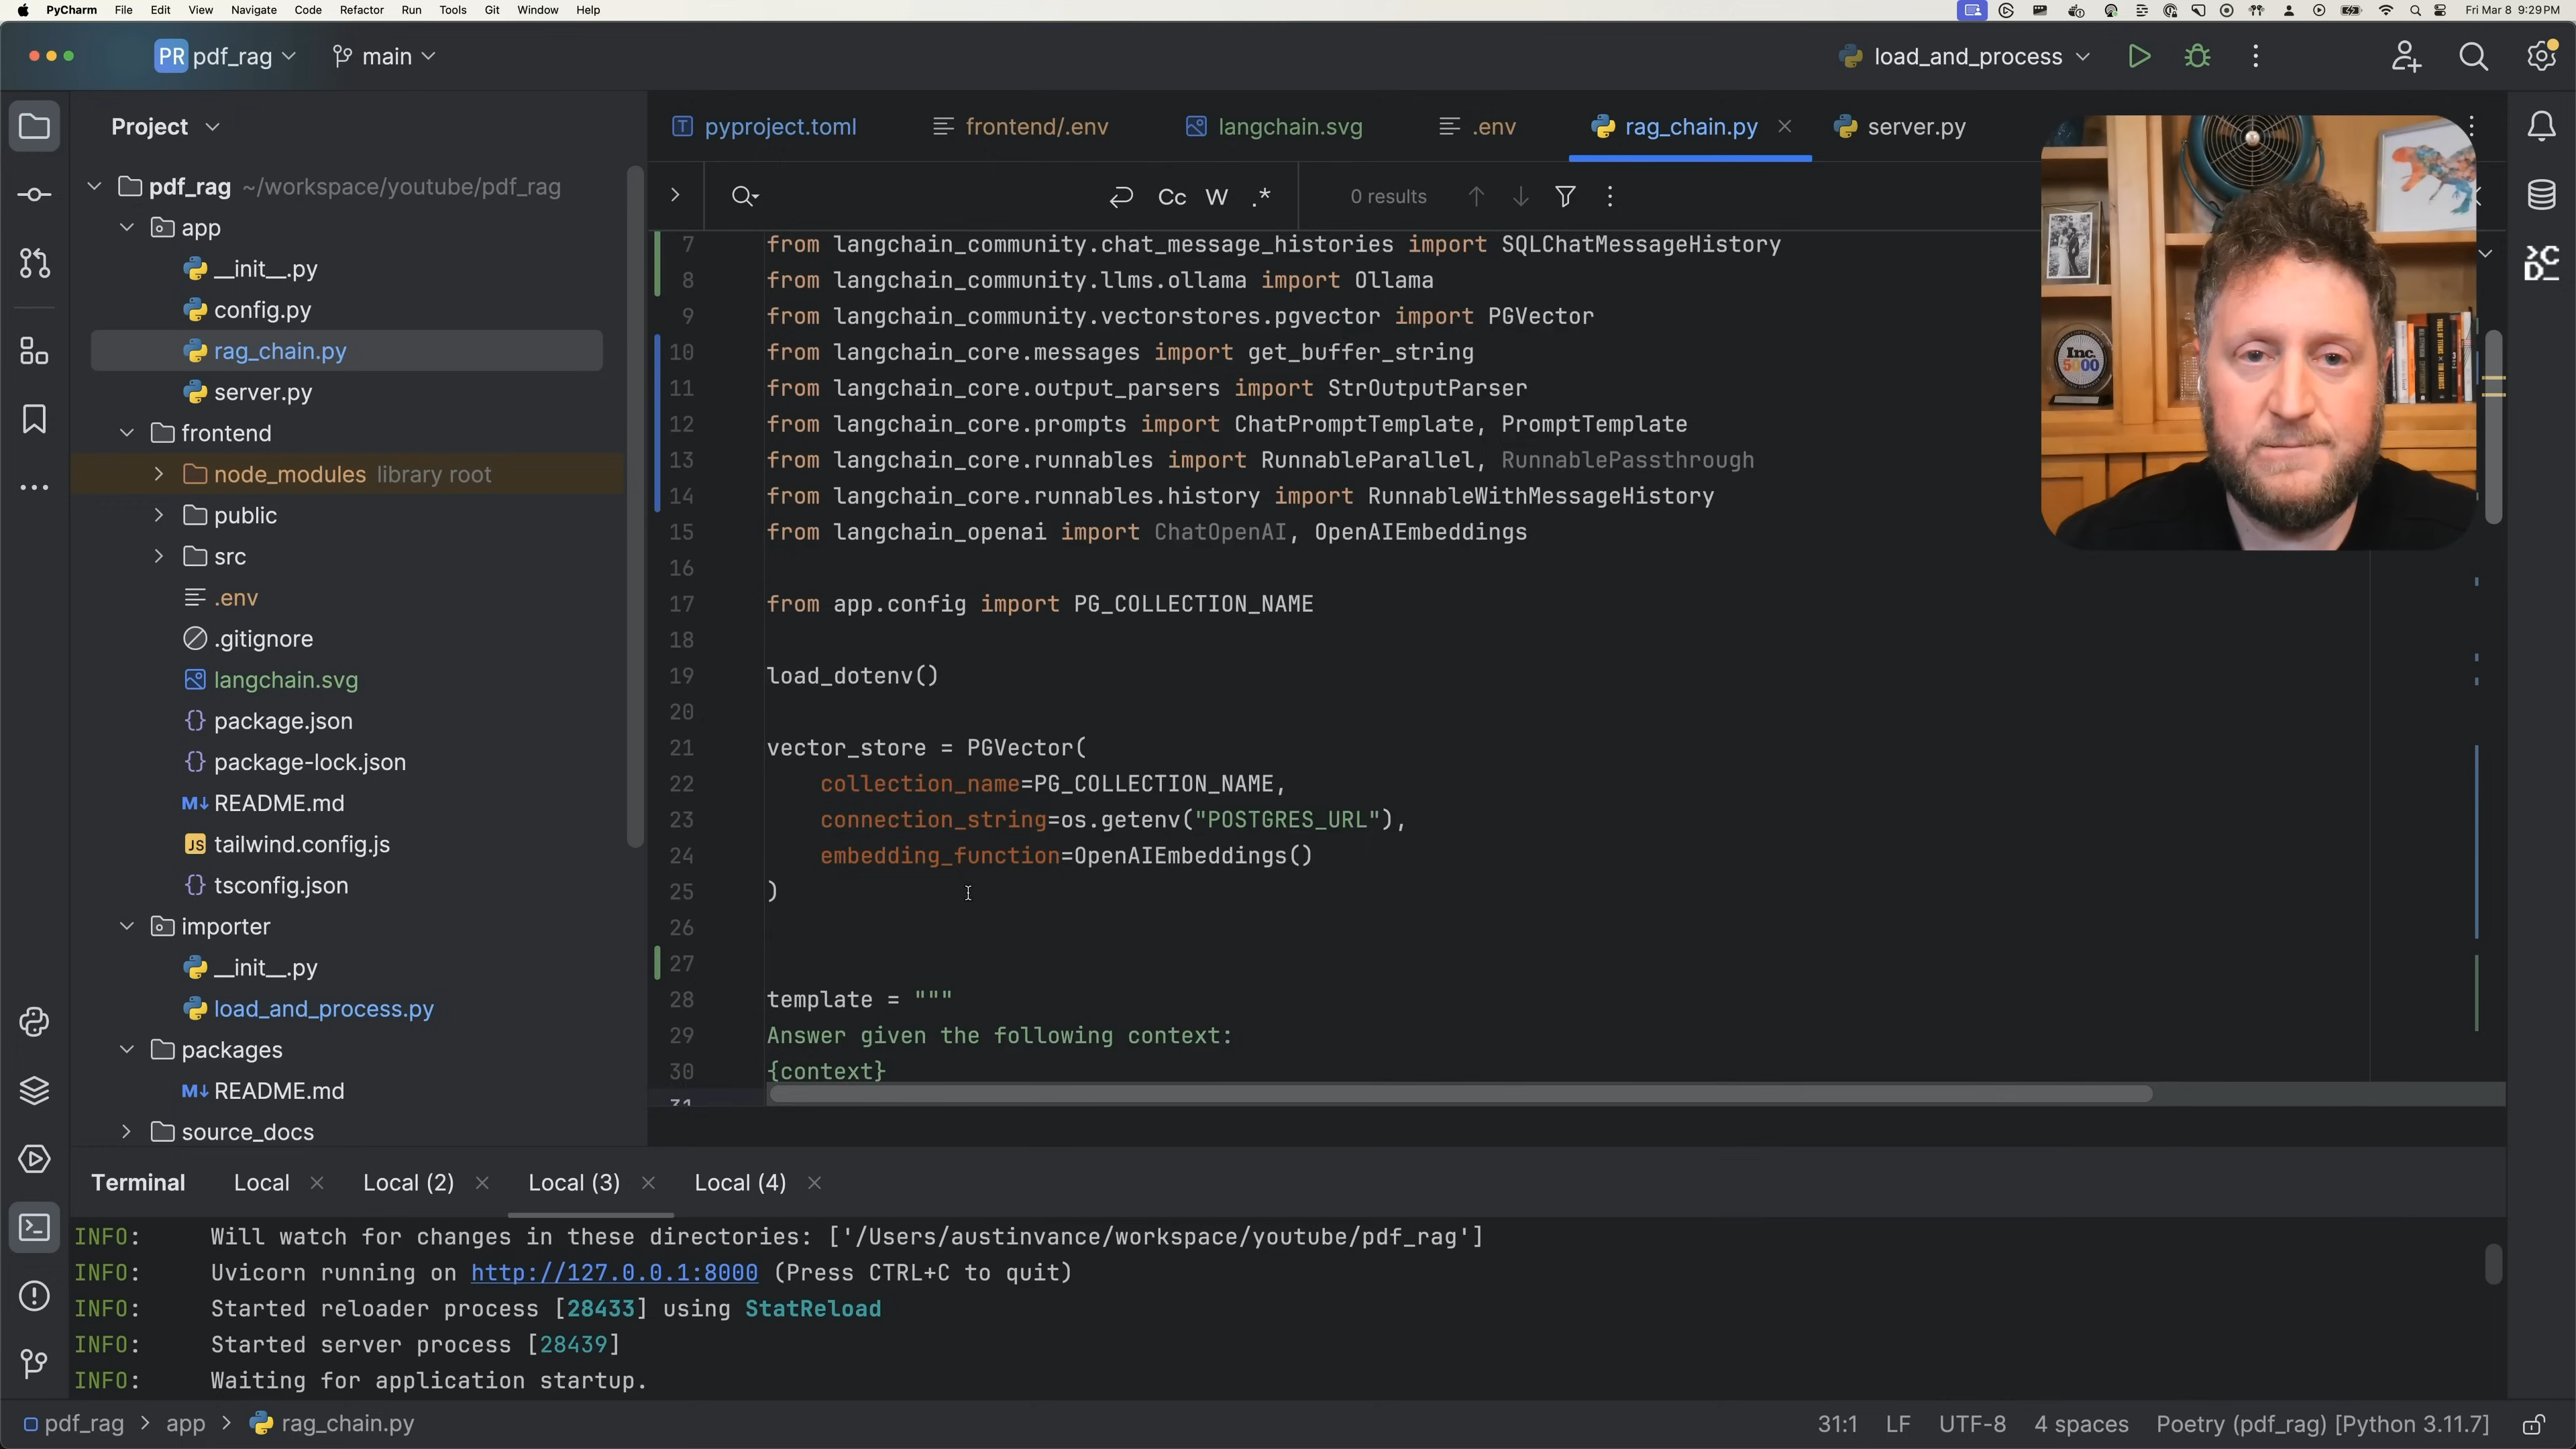 PyCharm File Edit View Navigate Code Refactor Run Tools Git Window Help Fri Mar 8 9:29 PM
PR pdf_rag main load_and_process
Project
pdf_rag ~/workspace/youtube/pdf_rag
app
__init__.py
config.py
rag_chain.py
server.py
frontend
node_modules library root
public
src
.env
.gitignore
langchain.svg
package.json
package-lock.json
README.md
tailwind.config.js
tsconfig.json
importer
__init__.py
load_and_process.py
packages
README.md
source_docs
pyproject.toml frontend/.env langchain.svg .env rag_chain.py server.py
Cc W .* 0 results
7 from langchain_community.chat_message_histories import SQLChatMessageHistory
8 from langchain_community.llms.ollama import Ollama
9 from langchain_community.vectorstores.pgvector import PGVector
10 from langchain_core.messages import get_buffer_string
11 from langchain_core.output_parsers import StrOutputParser
12 from langchain_core.prompts import ChatPromptTemplate, PromptTemplate
13 from langchain_core.runnables import RunnableParallel, RunnablePassthrough
14 from langchain_core.runnables.history import RunnableWithMessageHistory
15 from langchain_openai import ChatOpenAI, OpenAIEmbeddings
16
17 from app.config import PG_COLLECTION_NAME
18
19 load_dotenv()
20
21 vector_store = PGVector(
22 collection_name=PG_COLLECTION_NAME,
23 connection_string=os.getenv("POSTGRES_URL"),
24 embedding_function=OpenAIEmbeddings()
25 )
26
27
28 template = """
29 Answer given the following context:
30 {context}
31
Inc.
5000
Terminal Local Local (2) Local (3) Local (4)
INFO: Will watch for changes in these directories: ['/Users/austinvance/workspace/youtube/pdf_rag']
INFO: Uvicorn running on http://127.0.0.1:8000 (Press CTRL+C to quit)
INFO: Started reloader process [28433] using StatReload
INFO: Started server process [28439]
INFO: Waiting for application startup.
pdf_rag > app > rag_chain.py 31:1 LF UTF-8 4 spaces Poetry (pdf_rag) [Python 3.11.7]